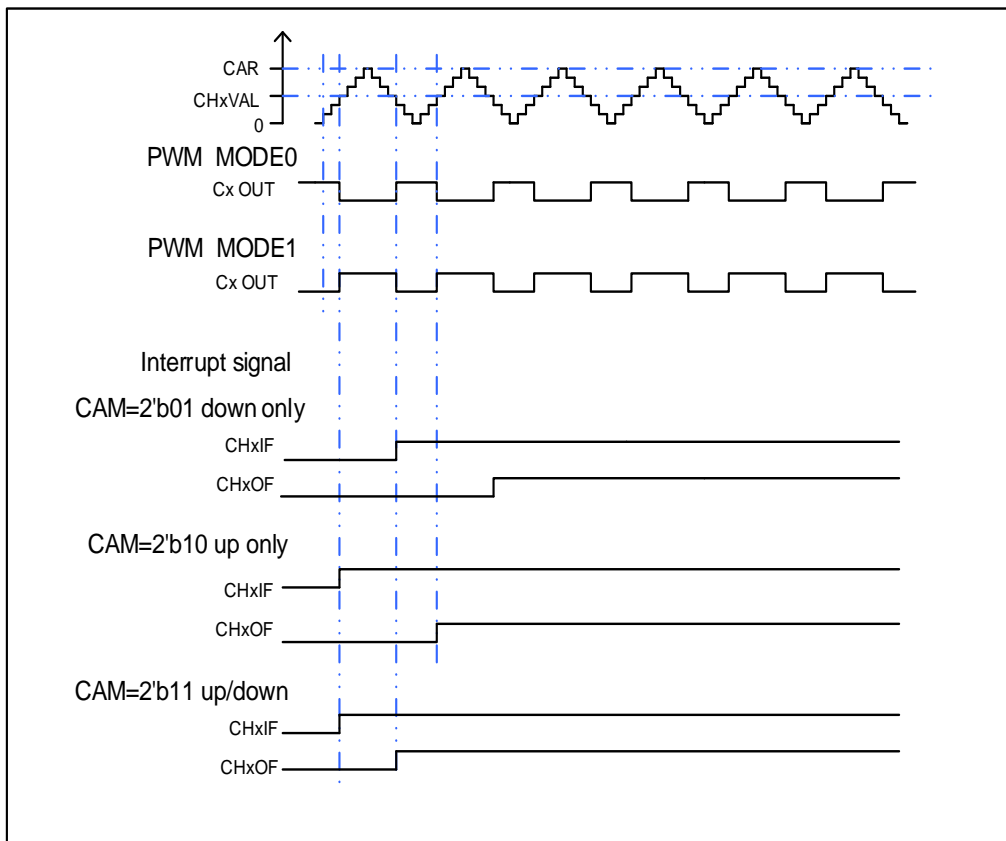 CAR
CHxVAL
0
PWM MODE0
Cx OUT
PWM MODE1
Cx OUT
Interrupt signal
CAM=2'b01 down only
CHxIF
CHxOF
CAM=2'b10 up only
CHxIF
CHxOF
CAM=2'b11 up/down
CHxIF
CHxOF